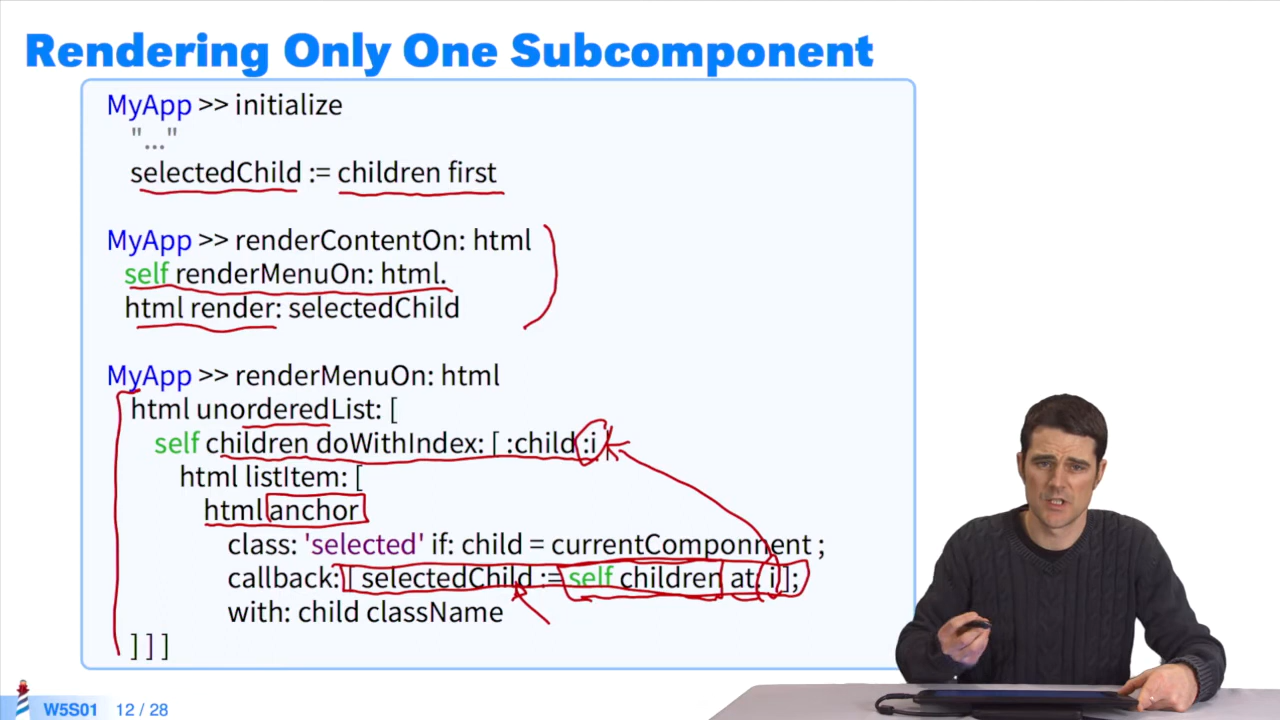 Rendering Only One Subcomponent
MyApp >> initialize
"..."
selectedChild := children first
MyApp >> renderContentOn: html
self renderMenuOn: html.
html render: selectedChild
MyApp >> renderMenuOn: html
html unorderedList: [
self children doWithIndex: [ :child :i |
html listItem: [
html anchor
class: 'selected' if: child = currentComponnent ;
callback: [ selectedChild := self children at: i ];
with: child className
] ] ]
W5S01 12 / 28